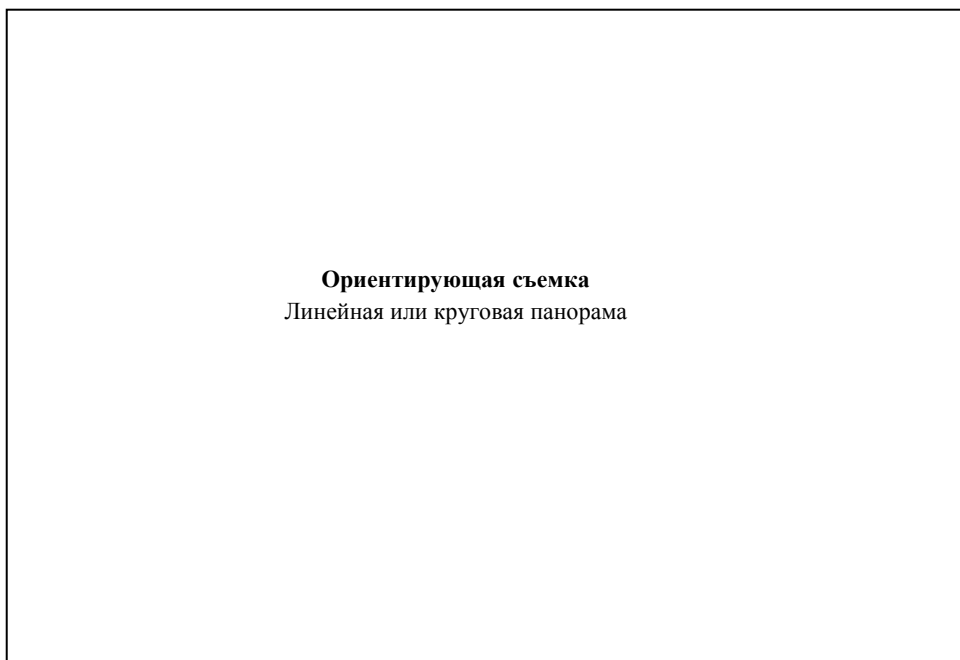 Ориентирующая съемка
Линейная или круговая панорама